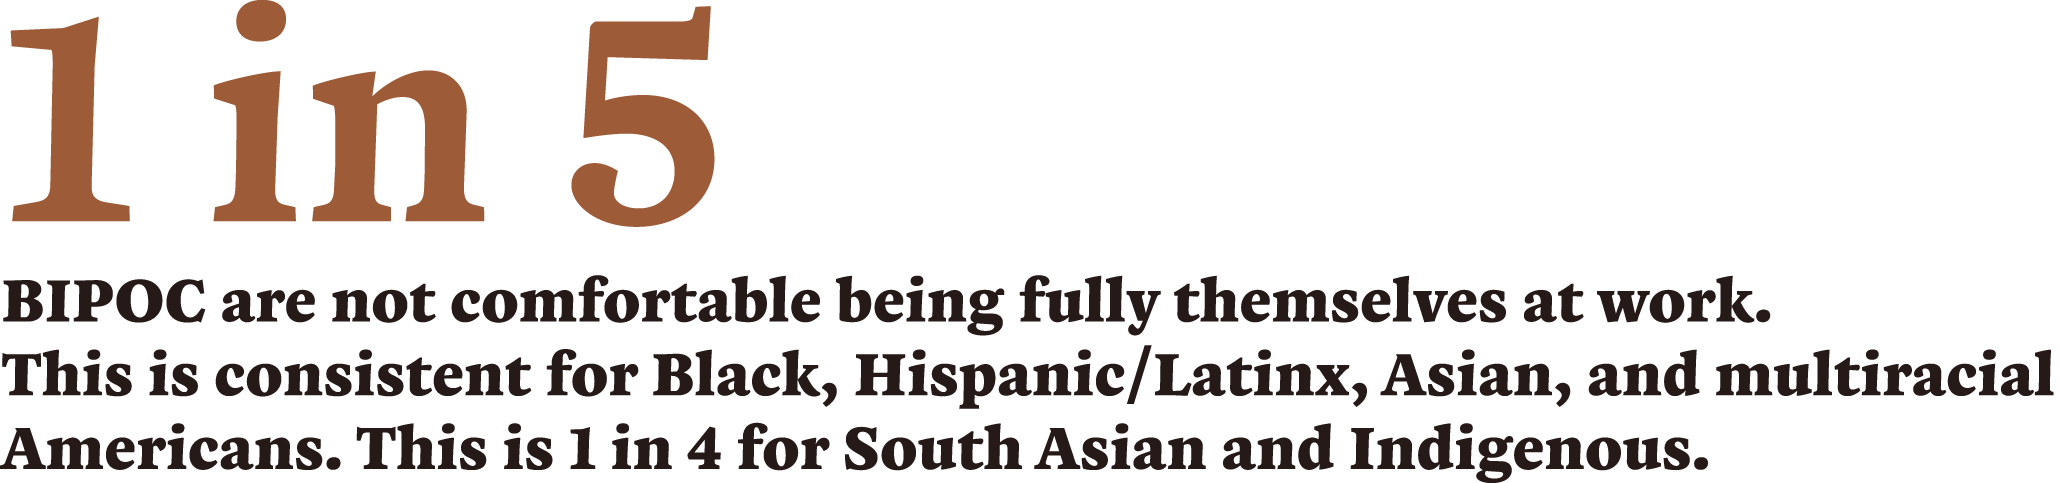 1 in 5
BIPOC are not comfortable being fully themselves at work.
This is consistent for Black, Hispanic/Latinx, Asian, and multiracial
Americans. This is 1 in 4 for South Asian and Indigenous.